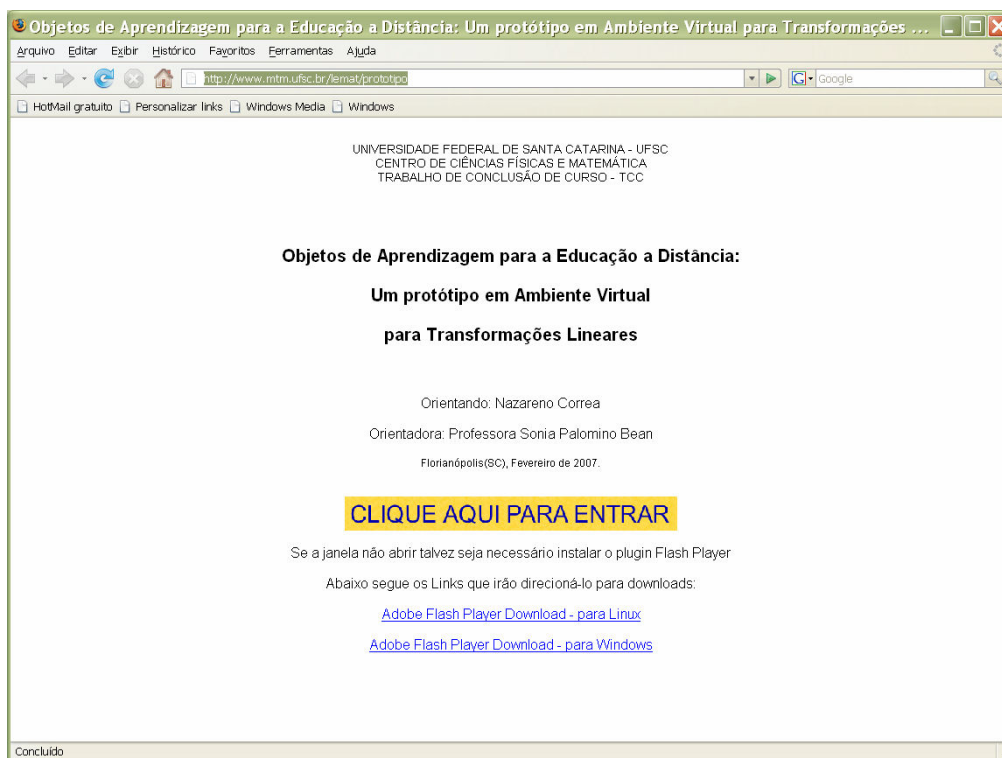 Objetos de Aprendizagem para a Educação a Distância: Um protótipo em Ambiente Virtual para Transformações ...
Arquivo Editar Exibir Histórico Favoritos Ferramentas Ajuda
http://www.mtm.ufsc.br/lemat/prototipo
G Google
HotMail gratuito Personalizar links Windows Media Windows
UNIVERSIDADE FEDERAL DE SANTA CATARINA - UFSC
CENTRO DE CIÊNCIAS FÍSICAS E MATEMÁTICA
TRABALHO DE CONCLUSÃO DE CURSO - TCC
Objetos de Aprendizagem para a Educação a Distância:
Um protótipo em Ambiente Virtual
para Transformações Lineares
Orientando: Nazareno Correa
Orientadora: Professora Sonia Palomino Bean
Florianópolis(SC), Fevereiro de 2007.
CLIQUE AQUI PARA ENTRAR
Se a janela não abrir talvez seja necessário instalar o plugin Flash Player
Abaixo segue os Links que irão direcioná-lo para downloads:
Adobe Flash Player Download - para Linux
Adobe Flash Player Download - para Windows
Concluído